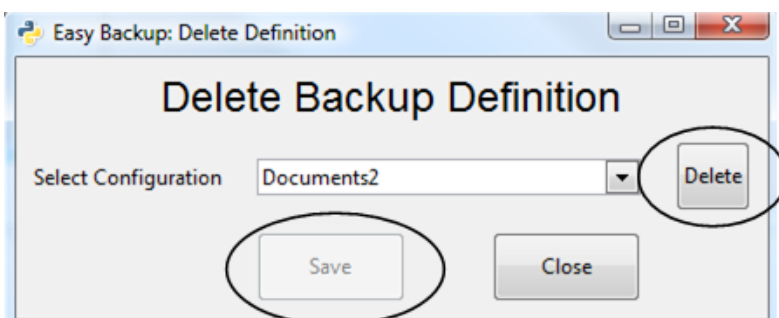 Easy Backup: Delete Definition
Delete Backup Definition
Select Configuration Documents2 Delete
Save Close